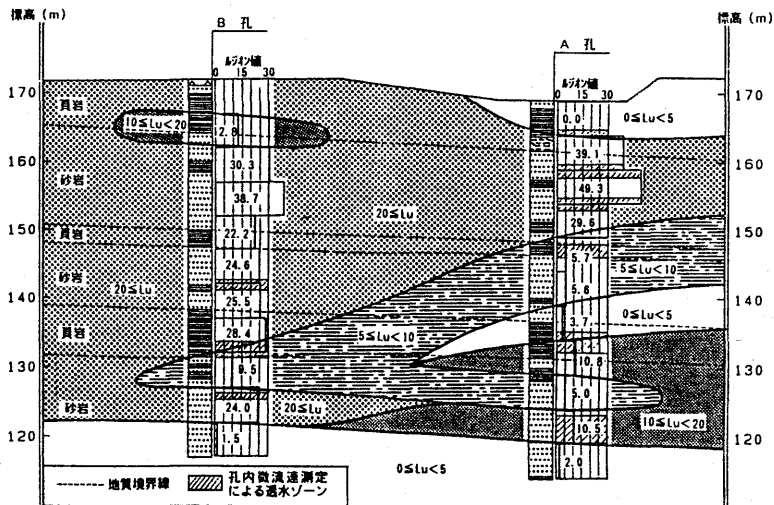 標高(m)
B 孔
ルジオン値
0 15 30
A 孔
ルジオン値
0 15 30
標高(m)
170
160
150
140
130
120
170
160
150
140
130
120
頁岩
砂岩
頁岩
砂岩
頁岩
砂岩
10≦Lu<20
12.8
30.3
38.7
22.2
24.6
25.5
28.4
9.5
24.0
1.5
20≦Lu
20≦Lu
20≦Lu
5≦Lu<10
0.0
39.1
49.3
29.6
5.7
5.6
3.7
10.8
5.0
10.5
2.0
0≦Lu<5
5≦Lu<10
0≦Lu<5
10≦Lu<20
0≦Lu<5
地質境界線
孔内微流速測定
による透水ゾーン